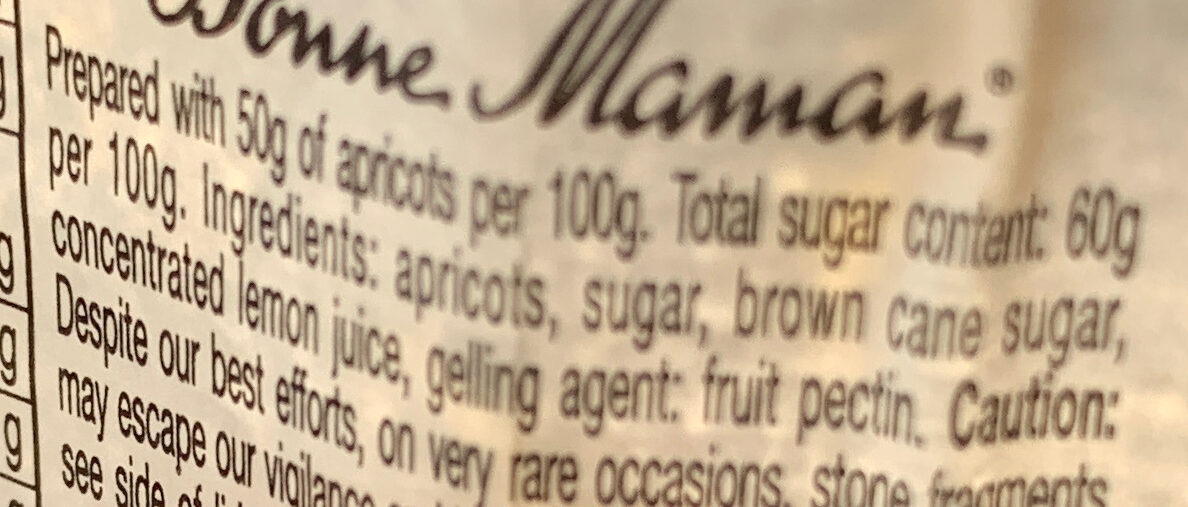 Bonne Maman®
Prepared with 50g of apricots per 100g. Total sugar content: 60g
per 100g. Ingredients: apricots, sugar, brown cane sugar,
concentrated lemon juice, gelling agent: fruit pectin. Caution:
Despite our best efforts, on very rare occasions, stone fragments
may escape our vigilance
see side of
g
g
g
g